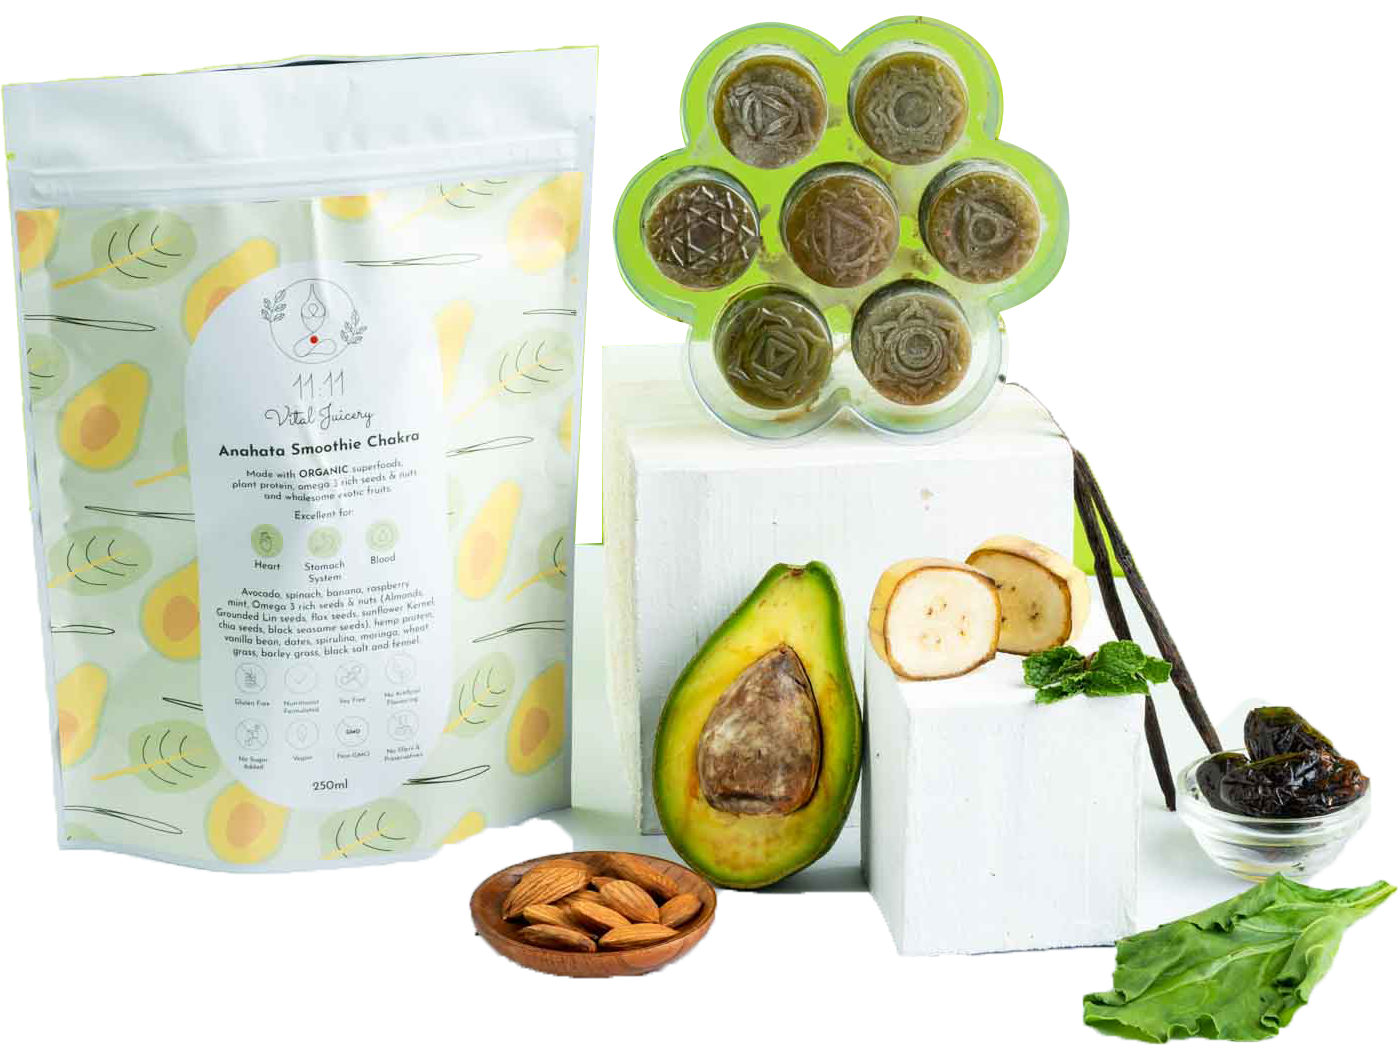 11:11
Vital Juicery
Anahata Smoothie Chakra
Made with ORGANIC superfoods,
plant protein, omega 3 rich seeds & nuts
and wholesome exotic fruits.
Excellent for:
Heart
Stomach
System
Blood
Avocado, spinach, banana, raspberry
mint, Omega 3 rich seeds & nuts (Almonds,
Grounded Lin seeds, flax seeds, sunflower Kernel,
chia seeds, black seasame seeds), hemp protein,
vanilla bean, dates, spirulina, moringa, wheat
grass, barley grass, black salt and fennel.
Gluten Free
Nutritionist
Formulated
Soy Free
No Artificial
Flavouring
No Sugar
Added
Vegan
GMO
Non-GMO
No fillers &
Preservatives
250ml